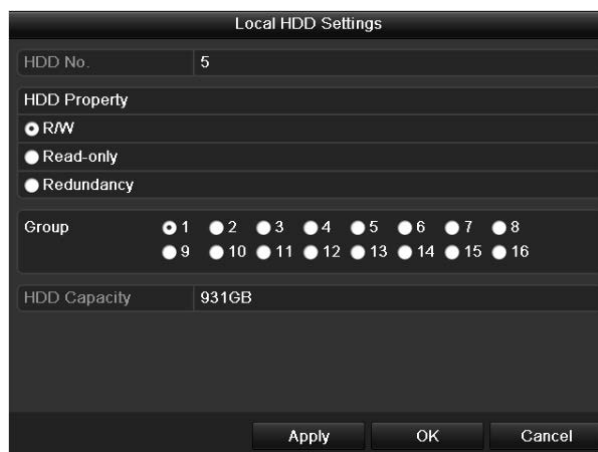 Local HDD Settings
HDD No. 5
HDD Property
R/W
Read-only
Redundancy
Group 1 2 3 4 5 6 7 8
9 10 11 12 13 14 15 16
HDD Capacity 931GB
Apply OK Cancel